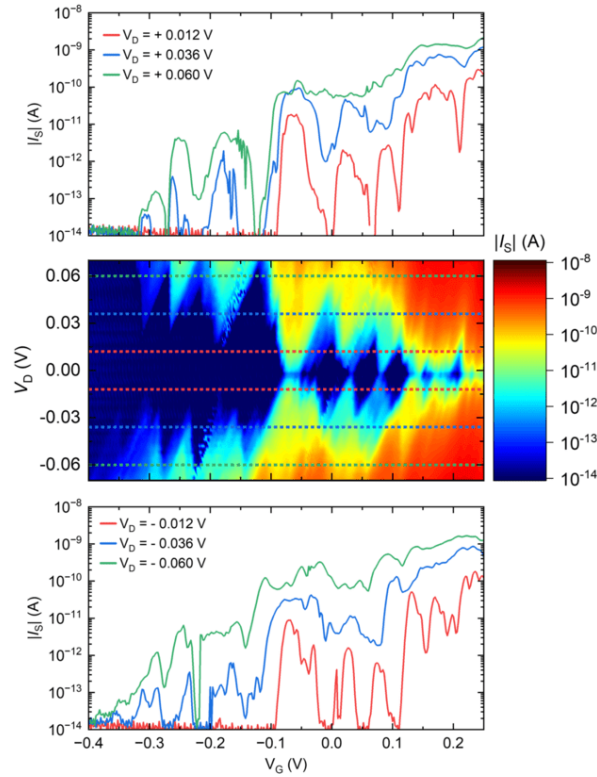 10⁻⁸
10⁻⁹
10⁻¹⁰
10⁻¹¹
10⁻¹²
10⁻¹³
10⁻¹⁴
|I_S| (A)
V_D = + 0.012 V
V_D = + 0.036 V
V_D = + 0.060 V
|I_S| (A)
0.06
0.03
0.00
-0.03
-0.06
V_D (V)
10⁻⁸
10⁻⁹
10⁻¹⁰
10⁻¹¹
10⁻¹²
10⁻¹³
10⁻¹⁴
10⁻⁸
10⁻⁹
10⁻¹⁰
10⁻¹¹
10⁻¹²
10⁻¹³
10⁻¹⁴
|I_S| (A)
V_D = - 0.012 V
V_D = - 0.036 V
V_D = - 0.060 V
-0.4 -0.3 -0.2 -0.1 0.0 0.1 0.2
V_G (V)